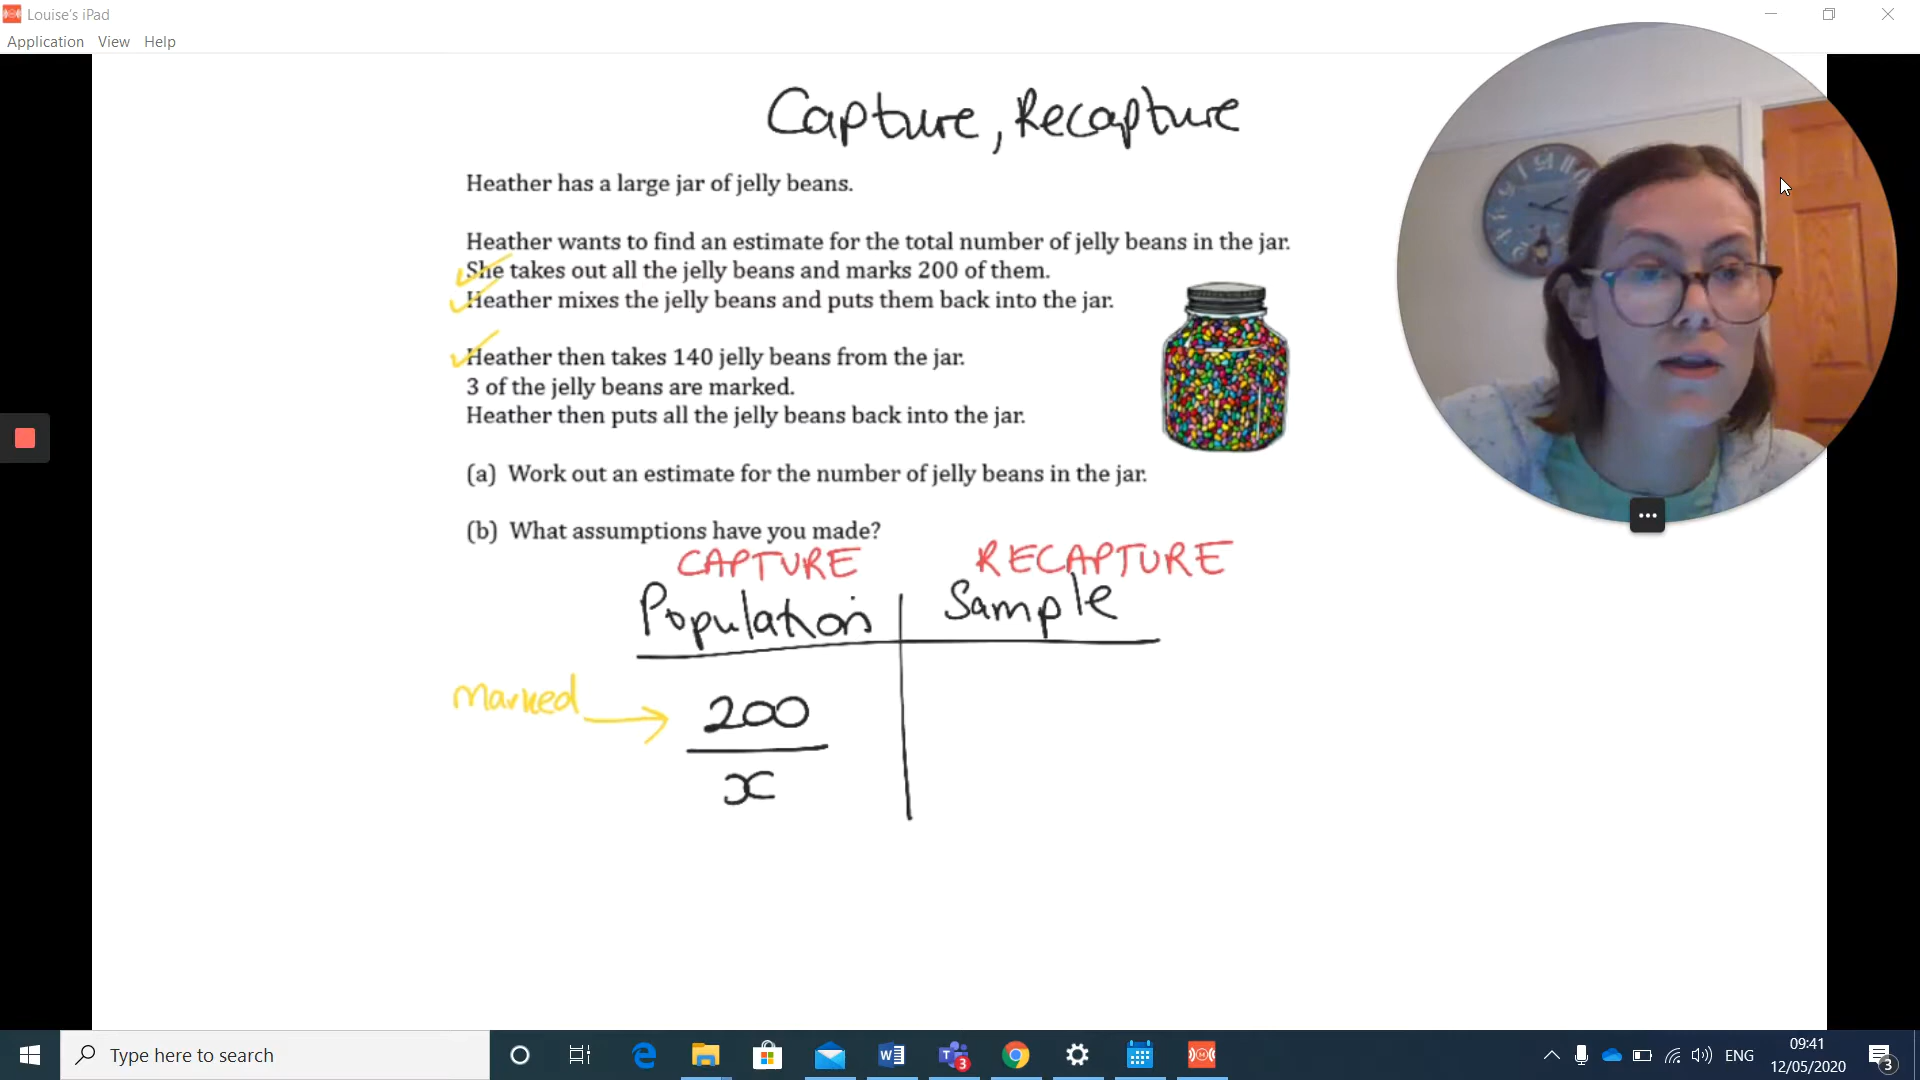 Louise's iPad
Application View Help
Capture, Recapture
Heather has a large jar of jelly beans.
Heather wants to find an estimate for the total number of jelly beans in the jar.
She takes out all the jelly beans and marks 200 of them.
Heather mixes the jelly beans and puts them back into the jar.
Heather then takes 140 jelly beans from the jar.
3 of the jelly beans are marked.
Heather then puts all the jelly beans back into the jar.
(a) Work out an estimate for the number of jelly beans in the jar.
(b) What assumptions have you made?
CAPTURE RECAPTURE
Population Sample
Marked → 200
x
Type here to search
3
ENG
09:41
12/05/2020
3